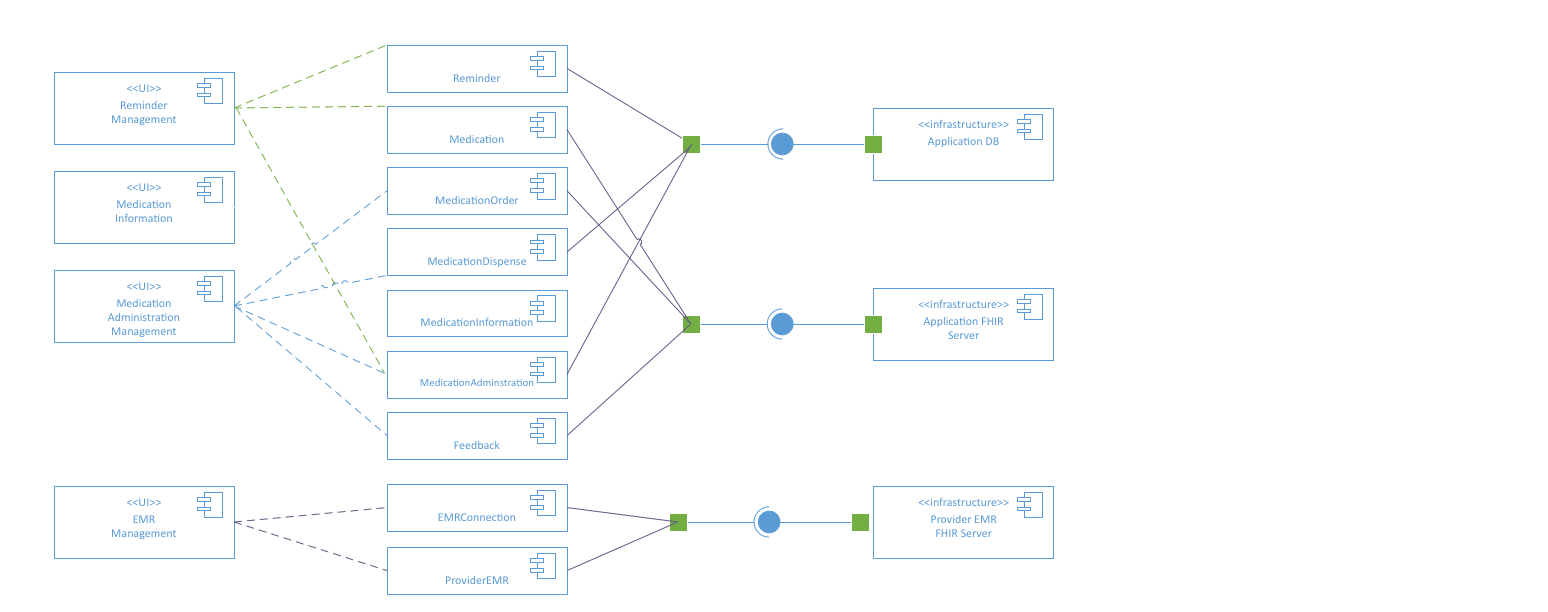 <<UI>>
Reminder
Management
<<UI>>
Medication
Information
<<UI>>
Medication
Administration
Management
<<UI>>
EMR
Management
Reminder
Medication
MedicationOrder
MedicationDispense
MedicationInformation
MedicationAdminstration
Feedback
EMRConnection
ProviderEMR
<<infrastructure>>
Application DB
<<infrastructure>>
Application FHIR
Server
<<infrastructure>>
Provider EMR
FHIR Server